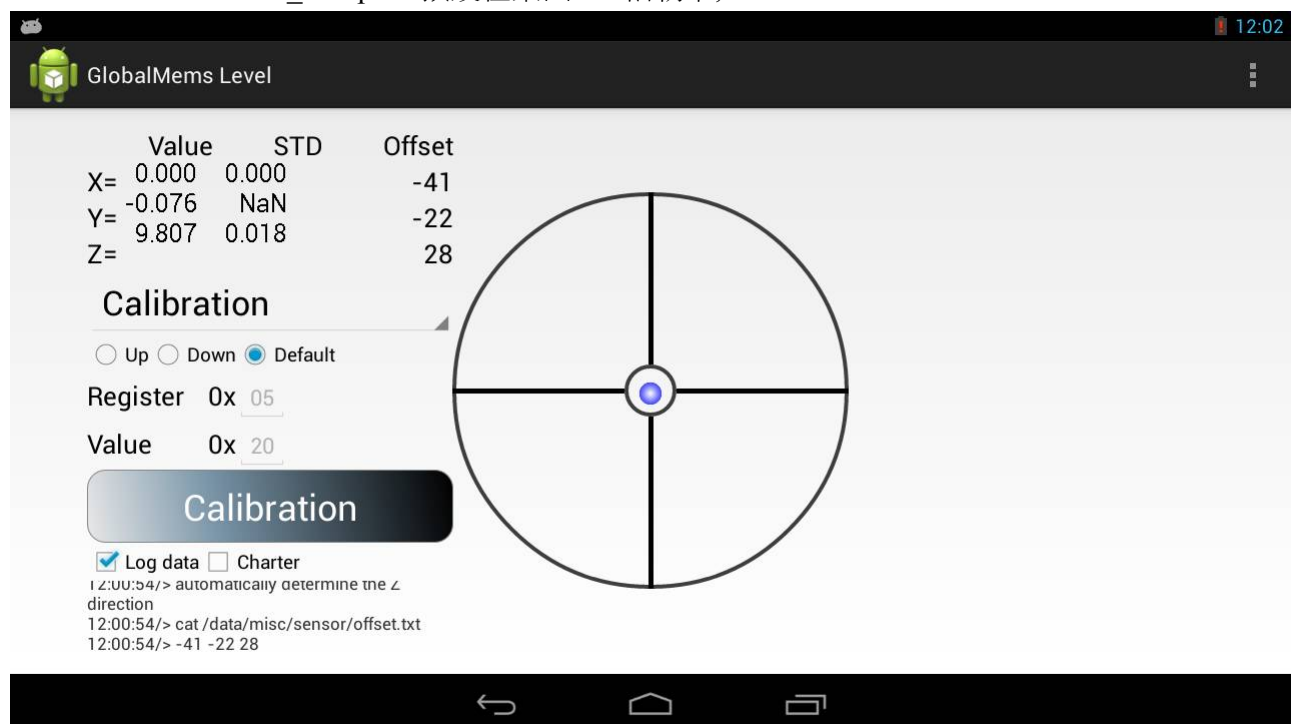 12:02
GlobalMems Level
Value STD Offset
X= 0.000 0.000 -41
Y= -0.076 NaN -22
Z= 9.807 0.018 28
Calibration
Up Down Default
Register 0x 05
Value 0x 20
Calibration
Log data Charter
12:00:54/> automatically determine the Z
direction
12:00:54/> cat /data/misc/sensor/offset.txt
12:00:54/> -41 -22 28